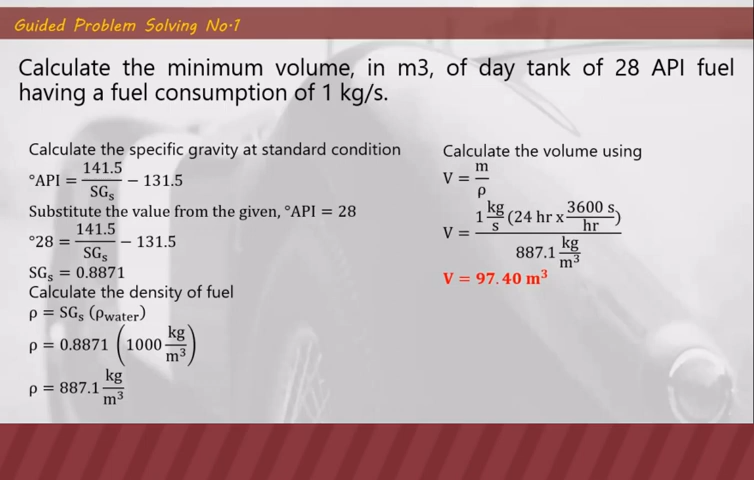 Guided Problem Solving No.1
Calculate the minimum volume, in m3, of day tank of 28 API fuel
having a fuel consumption of 1 kg/s.
Calculate the specific gravity at standard condition
°API = 141.5/SGₛ − 131.5
Substitute the value from the given, °API = 28
°28 = 141.5/SGₛ − 131.5
SGₛ = 0.8871
Calculate the density of fuel
ρ = SGₛ (ρwater)
ρ = 0.8871 (1000 kg/m³)
ρ = 887.1 kg/m³
Calculate the volume using
V = m/ρ
V = 1 kg/s (24 hr x 3600 s/hr) / 887.1 kg/m³
V = 97.40 m³